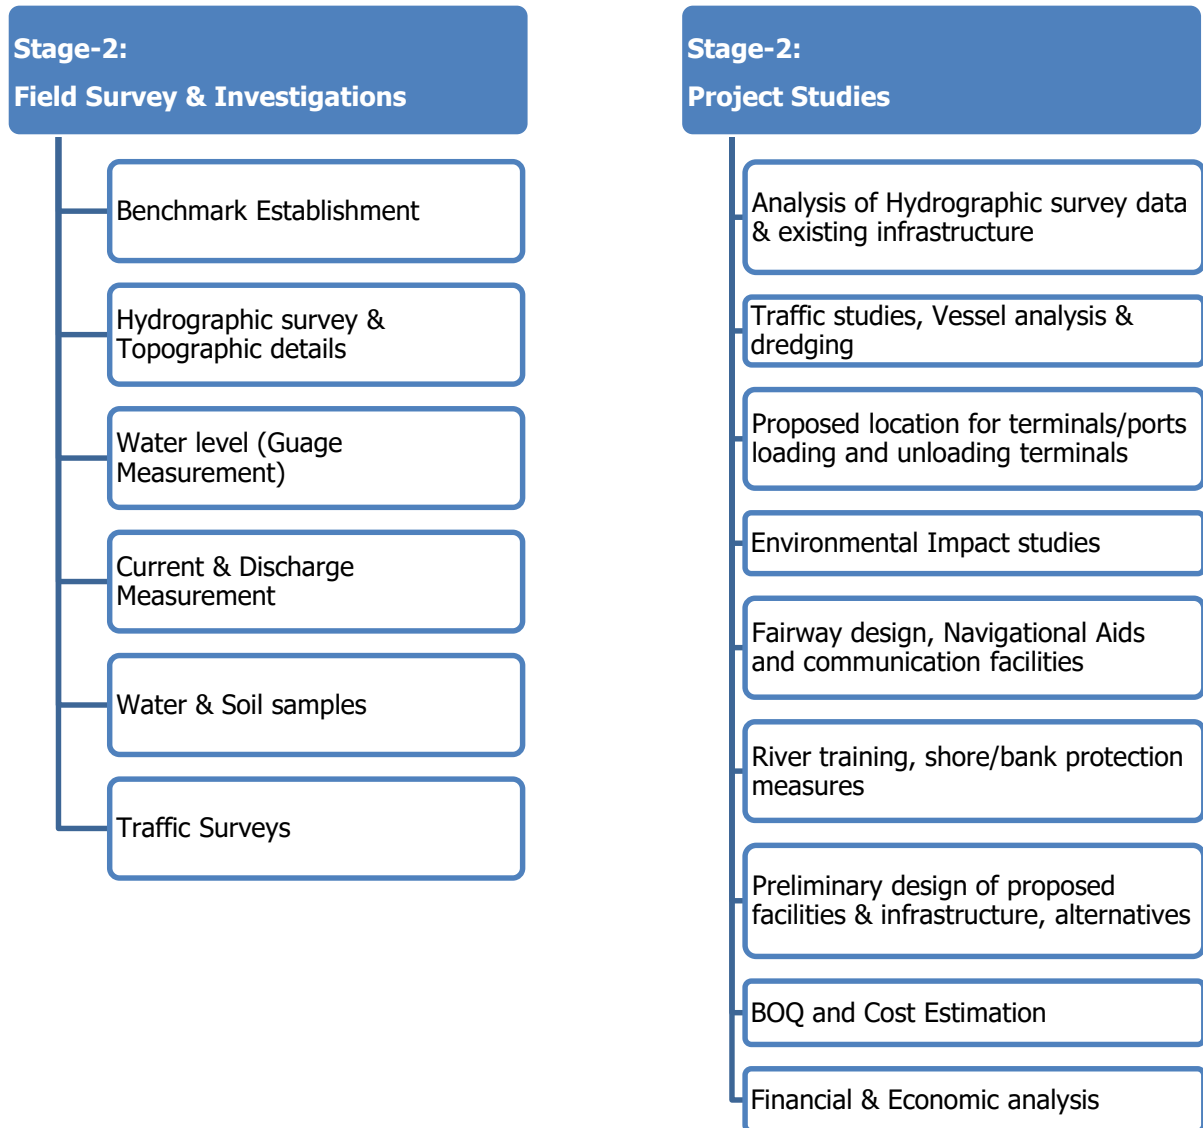 Stage-2:
Field Survey & Investigations
Benchmark Establishment
Hydrographic survey &
Topographic details
Water level (Guage
Measurement)
Current & Discharge
Measurement
Water & Soil samples
Traffic Surveys
Stage-2:
Project Studies
Analysis of Hydrographic survey data
& existing infrastructure
Traffic studies, Vessel analysis &
dredging
Proposed location for terminals/ports
loading and unloading terminals
Environmental Impact studies
Fairway design, Navigational Aids
and communication facilities
River training, shore/bank protection
measures
Preliminary design of proposed
facilities & infrastructure, alternatives
BOQ and Cost Estimation
Financial & Economic analysis